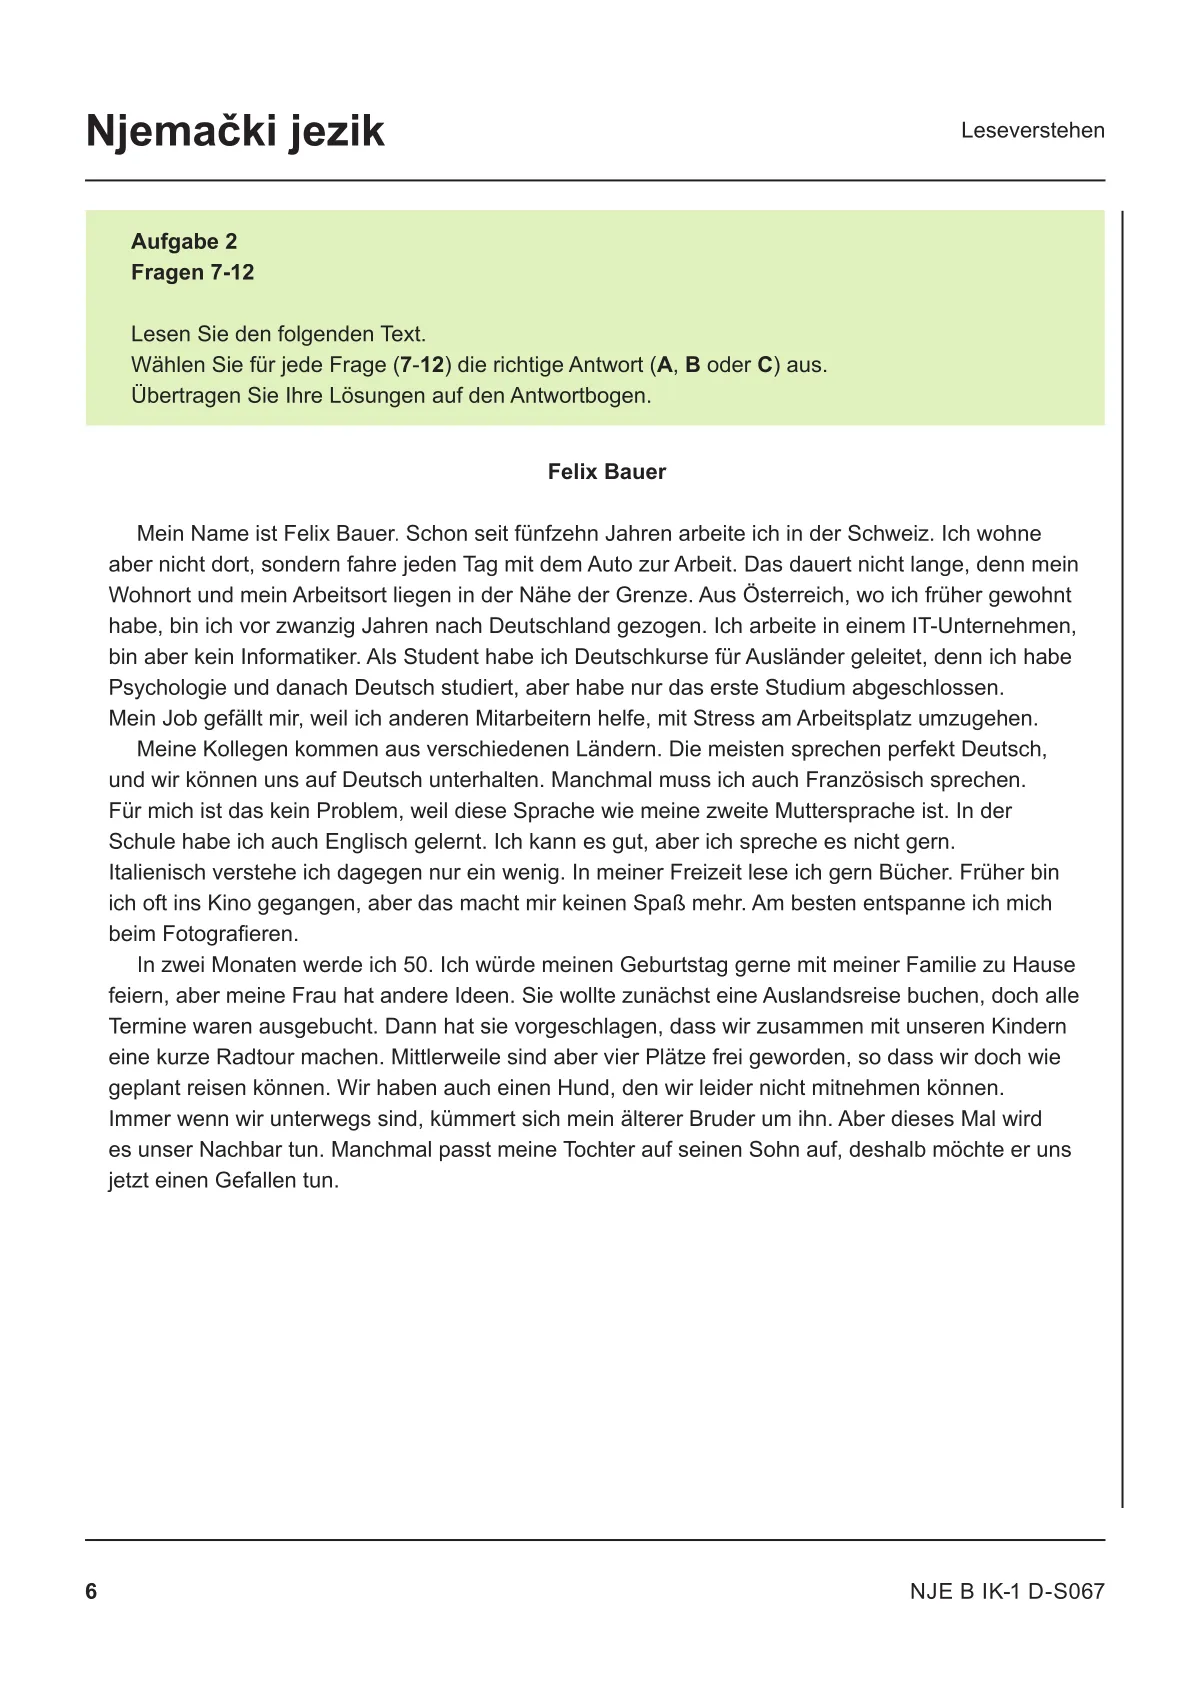 Njemački jezik
Leseverstehen
Aufgabe 2
Fragen 7-12
Lesen Sie den folgenden Text.
Wählen Sie für jede Frage (7-12) die richtige Antwort (A, B oder C) aus.
Übertragen Sie Ihre Lösungen auf den Antwortbogen.
Felix Bauer
Mein Name ist Felix Bauer. Schon seit fünfzehn Jahren arbeite ich in der Schweiz. Ich wohne
aber nicht dort, sondern fahre jeden Tag mit dem Auto zur Arbeit. Das dauert nicht lange, denn mein
Wohnort und mein Arbeitsort liegen in der Nähe der Grenze. Aus Österreich, wo ich früher gewohnt
habe, bin ich vor zwanzig Jahren nach Deutschland gezogen. Ich arbeite in einem IT-Unternehmen,
bin aber kein Informatiker. Als Student habe ich Deutschkurse für Ausländer geleitet, denn ich habe
Psychologie und danach Deutsch studiert, aber habe nur das erste Studium abgeschlossen.
Mein Job gefällt mir, weil ich anderen Mitarbeitern helfe, mit Stress am Arbeitsplatz umzugehen.
Meine Kollegen kommen aus verschiedenen Ländern. Die meisten sprechen perfekt Deutsch,
und wir können uns auf Deutsch unterhalten. Manchmal muss ich auch Französisch sprechen.
Für mich ist das kein Problem, weil diese Sprache wie meine zweite Muttersprache ist. In der
Schule habe ich auch Englisch gelernt. Ich kann es gut, aber ich spreche es nicht gern.
Italienisch verstehe ich dagegen nur ein wenig. In meiner Freizeit lese ich gern Bücher. Früher bin
ich oft ins Kino gegangen, aber das macht mir keinen Spaß mehr. Am besten entspanne ich mich
beim Fotografieren.
In zwei Monaten werde ich 50. Ich würde meinen Geburtstag gerne mit meiner Familie zu Hause
feiern, aber meine Frau hat andere Ideen. Sie wollte zunächst eine Auslandsreise buchen, doch alle
Termine waren ausgebucht. Dann hat sie vorgeschlagen, dass wir zusammen mit unseren Kindern
eine kurze Radtour machen. Mittlerweile sind aber vier Plätze frei geworden, so dass wir doch wie
geplant reisen können. Wir haben auch einen Hund, den wir leider nicht mitnehmen können.
Immer wenn wir unterwegs sind, kümmert sich mein älterer Bruder um ihn. Aber dieses Mal wird
es unser Nachbar tun. Manchmal passt meine Tochter auf seinen Sohn auf, deshalb möchte er uns
jetzt einen Gefallen tun.
6
NJE B IK-1 D-S067